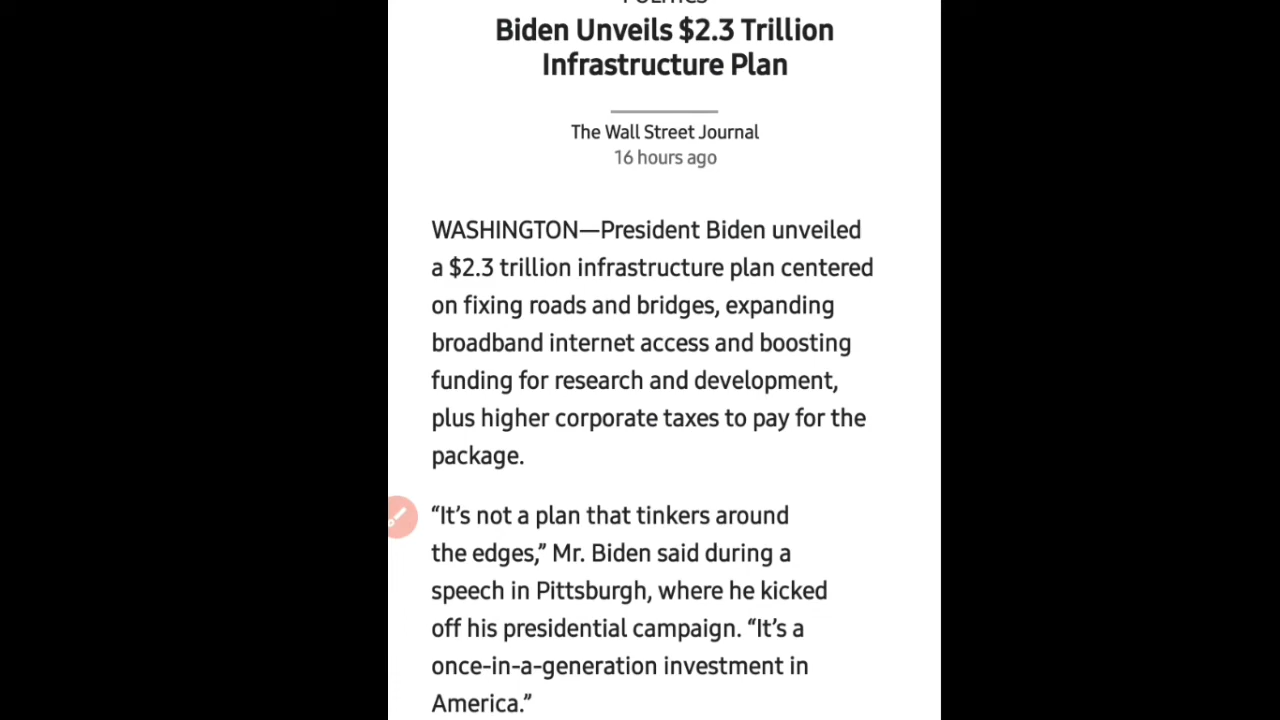 POLITICS
Biden Unveils $2.3 Trillion
Infrastructure Plan
The Wall Street Journal
16 hours ago
WASHINGTON—President Biden unveiled
a $2.3 trillion infrastructure plan centered
on fixing roads and bridges, expanding
broadband internet access and boosting
funding for research and development,
plus higher corporate taxes to pay for the
package.
“It’s not a plan that tinkers around
the edges,” Mr. Biden said during a
speech in Pittsburgh, where he kicked
off his presidential campaign. “It’s a
once-in-a-generation investment in
America.”